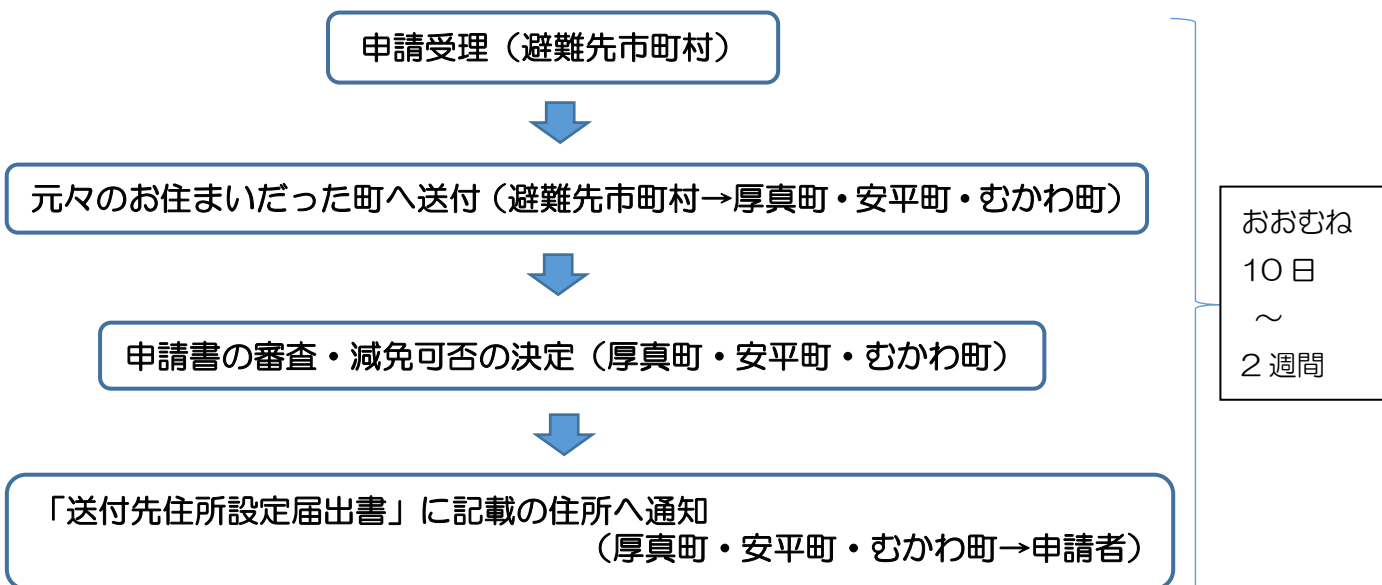 申請受理（避難先市町村）
元々のお住まいだった町へ送付（避難先市町村→厚真町・安平町・むかわ町）
申請書の審査・減免可否の決定（厚真町・安平町・むかわ町）
「送付先住所設定届出書」に記載の住所へ通知
（厚真町・安平町・むかわ町→申請者）
おおむね
10日
～
2週間